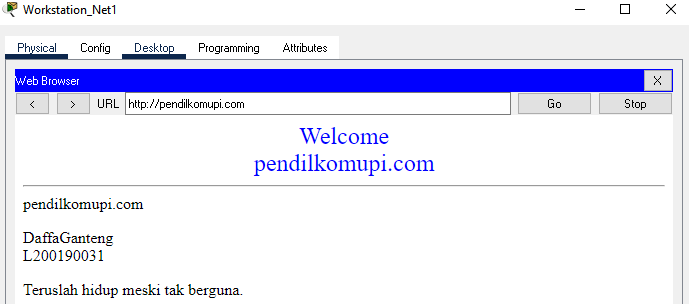 Workstation_Net1
Physical Config Desktop Programming Attributes
Web Browser X
< > URL http://pendilkomupi.com Go Stop
Welcome
pendilkomupi.com
pendilkomupi.com
DaffaGanteng
L200190031
Teruslah hidup meski tak berguna.